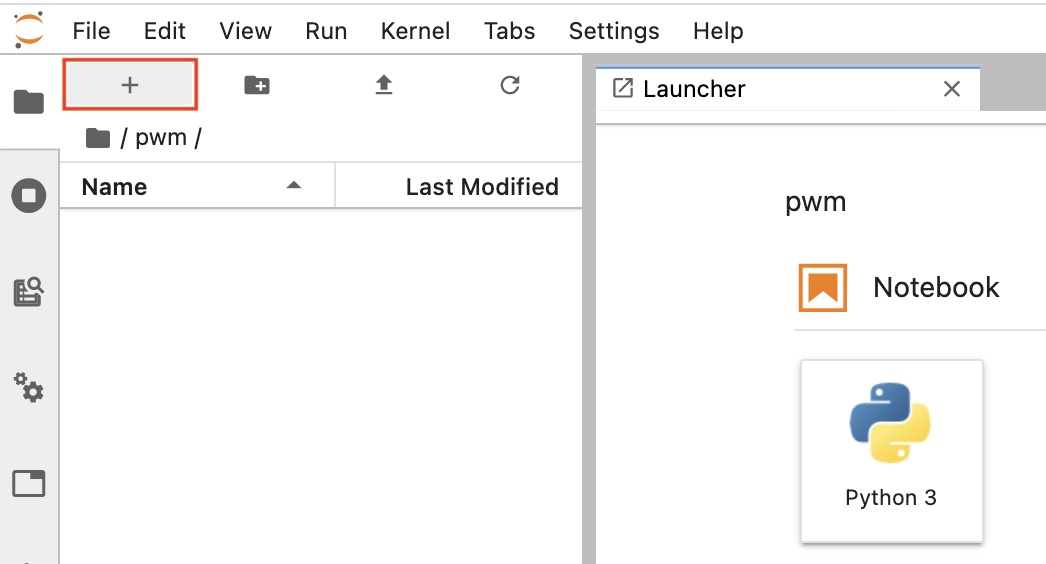 File Edit View Run Kernel Tabs Settings Help
Launcher
/ pwm /
Name Last Modified
pwm
Notebook
Python 3